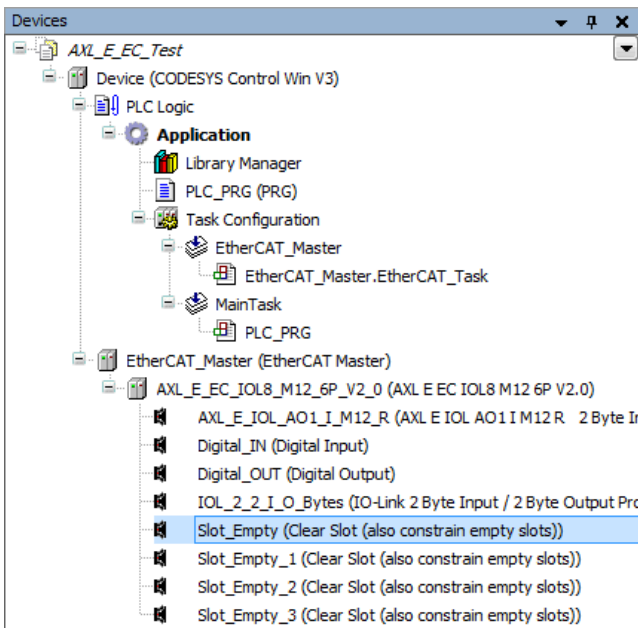 Devices
AXL_E_EC_Test
Device (CODESYS Control Win V3)
PLC Logic
Application
Library Manager
PLC_PRG (PRG)
Task Configuration
EtherCAT_Master
EtherCAT_Master.EtherCAT_Task
MainTask
PLC_PRG
EtherCAT_Master (EtherCAT Master)
AXL_E_EC_IOL8_M12_6P_V2_0 (AXL E EC IOL8 M12 6P V2.0)
AXL_E_IOL_AO1_I_M12_R (AXL E IOL AO1 I M12 R 2 Byte In
Digital_IN (Digital Input)
Digital_OUT (Digital Output)
IOL_2_2_I_O_Bytes (IO-Link 2 Byte Input / 2 Byte Output Pro
Slot_Empty (Clear Slot (also constrain empty slots))
Slot_Empty_1 (Clear Slot (also constrain empty slots))
Slot_Empty_2 (Clear Slot (also constrain empty slots))
Slot_Empty_3 (Clear Slot (also constrain empty slots))